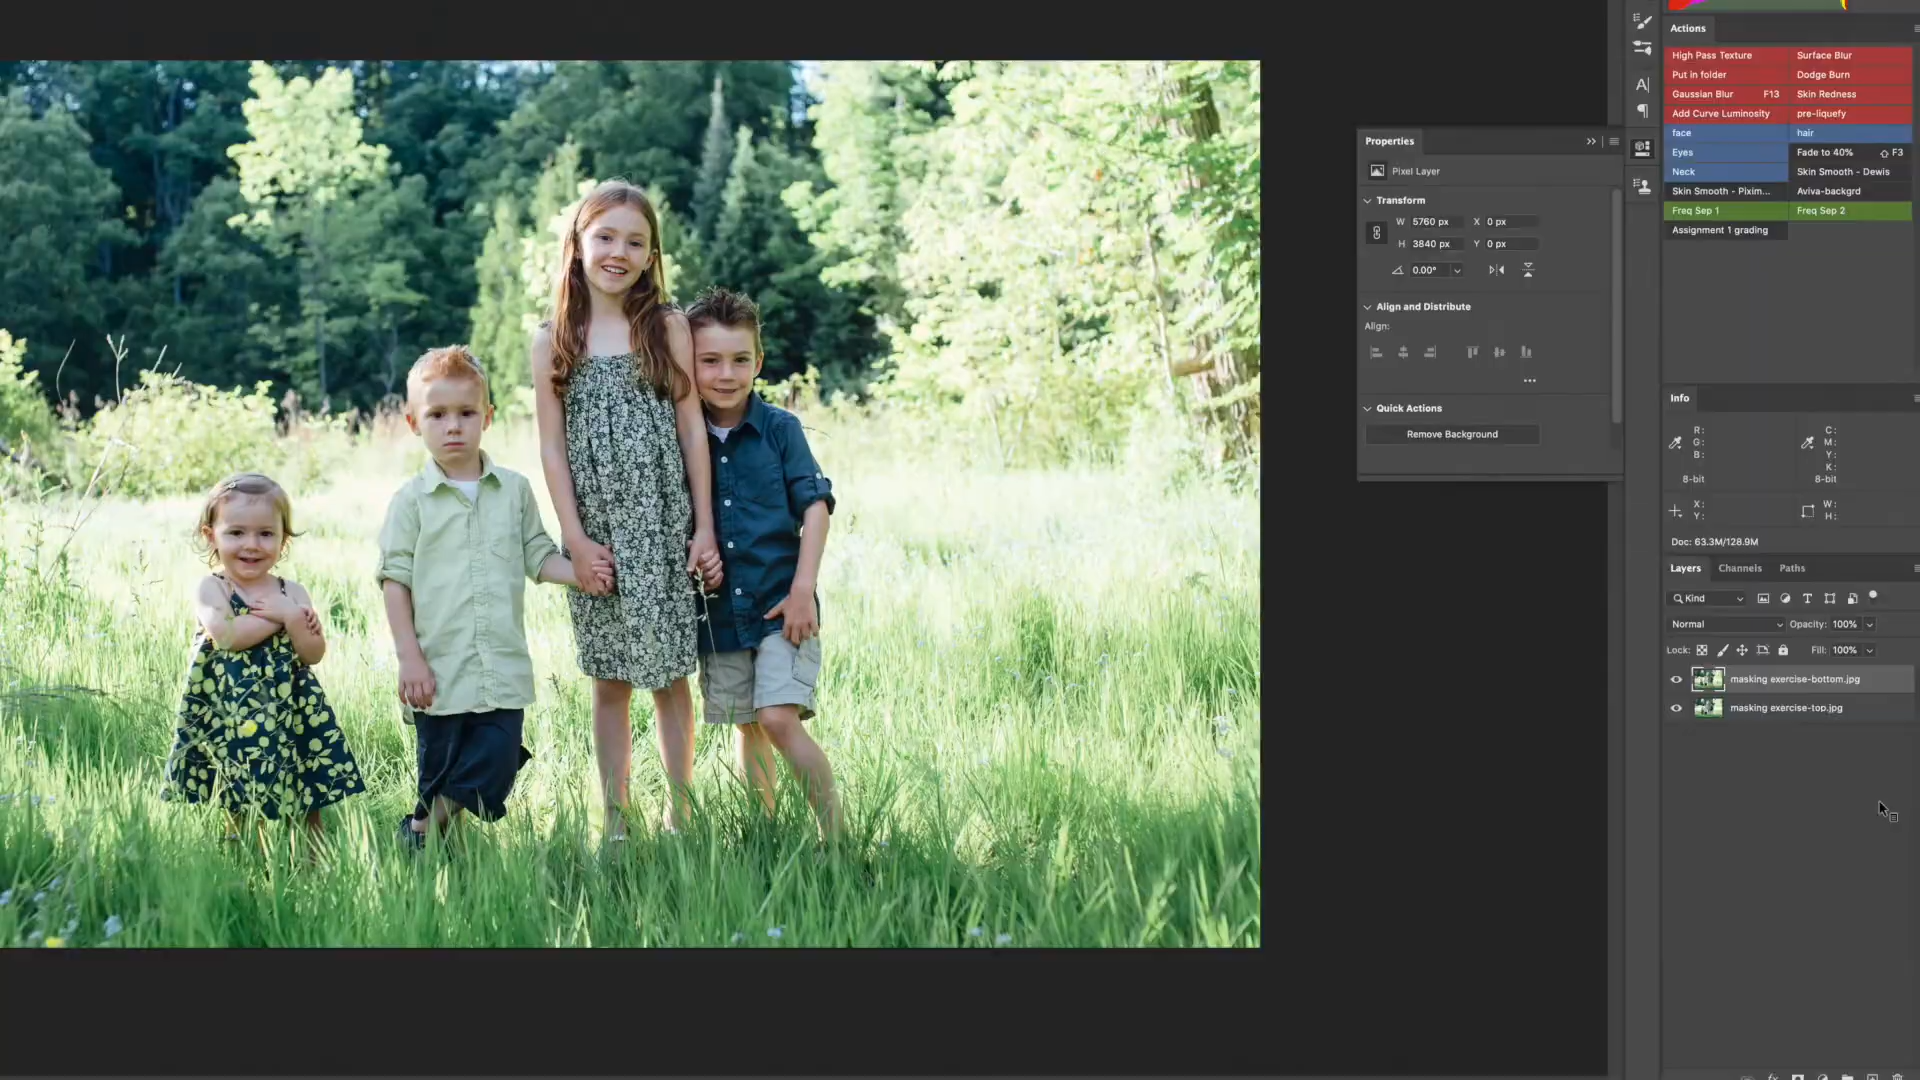 Actions
High Pass Texture Surface Blur
Put in folder Dodge Burn
Gaussian Blur F13 Skin Redness
Add Curve Luminosity pre-liquefy
face hair
Eyes Fade to 40% F3
Neck Skin Smooth - Dewis
Skin Smooth - Pixim... Aviva-backgrd
Freq Sep 1 Freq Sep 2
Assignment 1 grading
Properties
Pixel Layer
Transform
W 5760 px X 0 px
H 3840 px Y 0 px
0.00°
Align and Distribute
Align:
...
Quick Actions
Remove Background
Info
R: C:
G: M:
B: Y:
K:
8-bit 8-bit
X: W:
Y: H:
Doc: 63.3M/128.9M
Layers Channels Paths
Kind
Normal Opacity: 100%
Lock: Fill: 100%
masking exercise-bottom.jpg
masking exercise-top.jpg